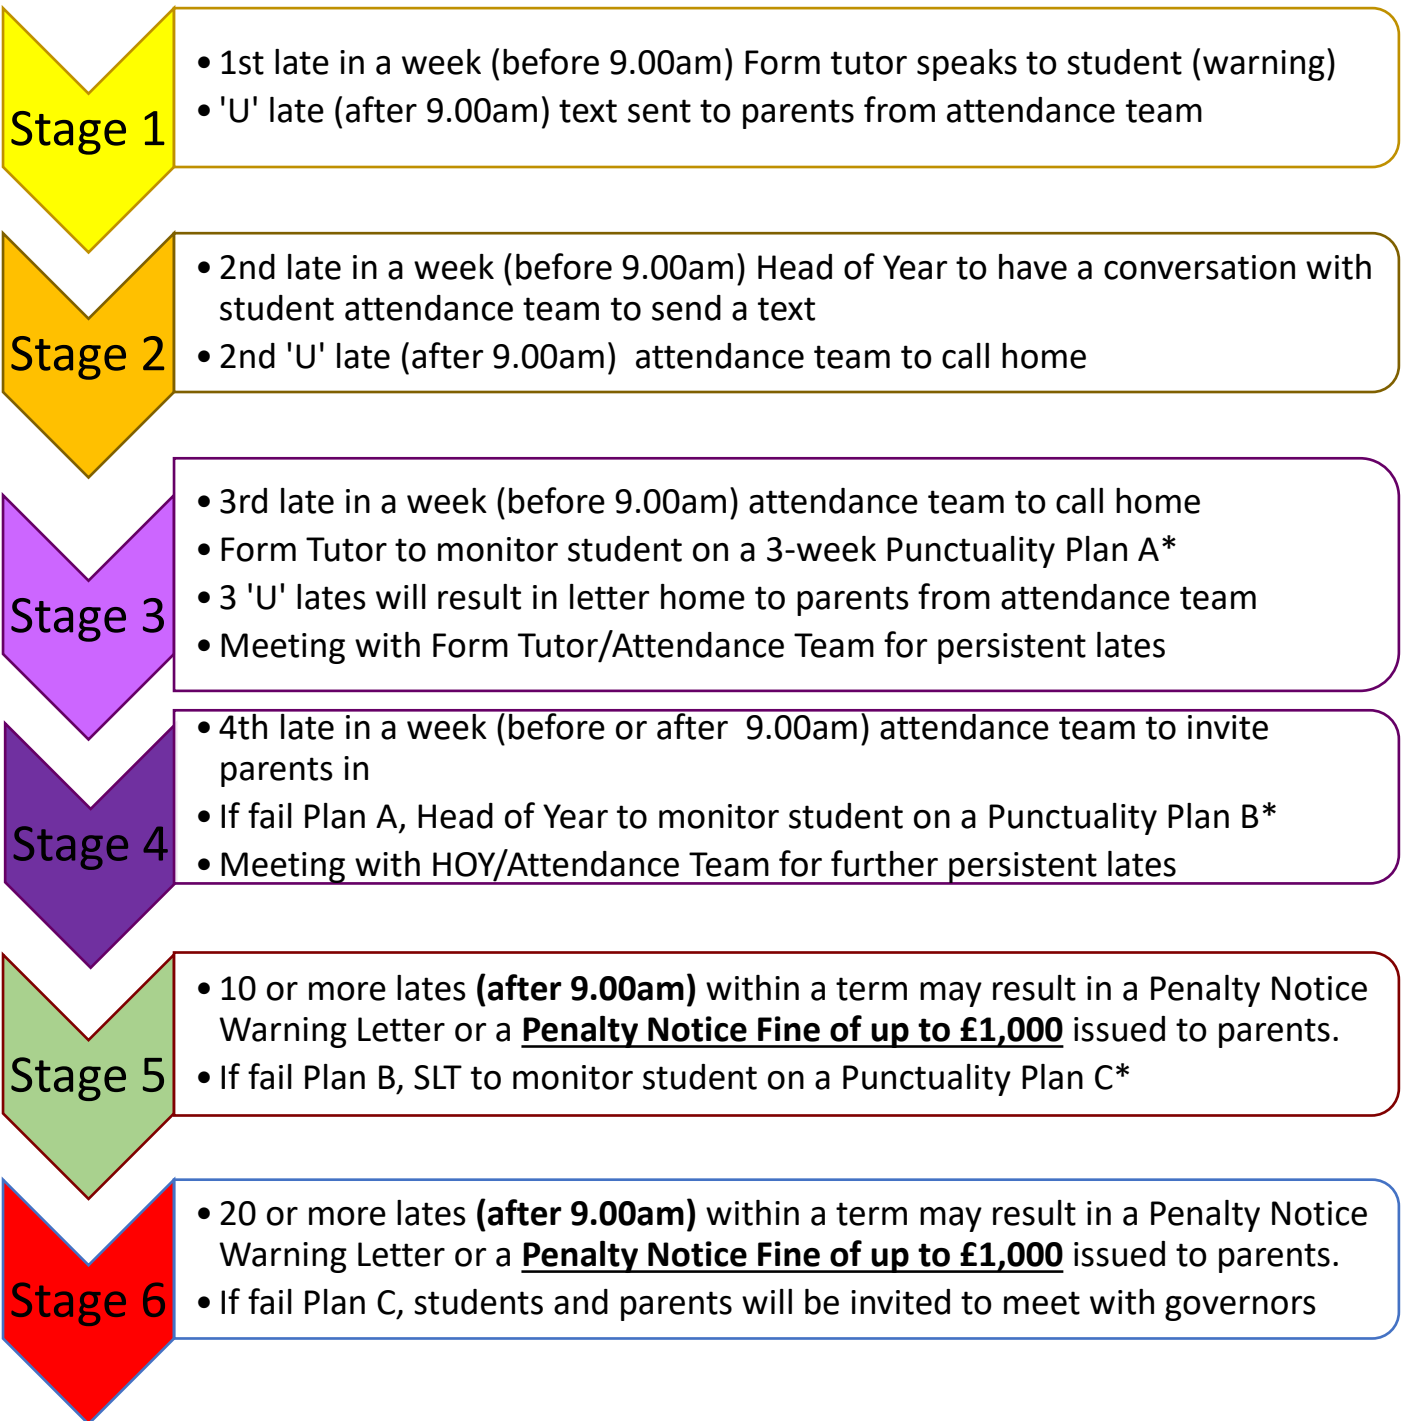 Stage 1
• 1st late in a week (before 9.00am) Form tutor speaks to student (warning)
• 'U' late (after 9.00am) text sent to parents from attendance team
Stage 2
• 2nd late in a week (before 9.00am) Head of Year to have a conversation with
student attendance team to send a text
• 2nd 'U' late (after 9.00am)  attendance team to call home
Stage 3
• 3rd late in a week (before 9.00am) attendance team to call home
• Form Tutor to monitor student on a 3-week Punctuality Plan A*
• 3 'U' lates will result in letter home to parents from attendance team
• Meeting with Form Tutor/Attendance Team for persistent lates
Stage 4
• 4th late in a week (before or after  9.00am) attendance team to invite
parents in
• If fail Plan A, Head of Year to monitor student on a Punctuality Plan B*
• Meeting with HOY/Attendance Team for further persistent lates
Stage 5
• 10 or more lates (after 9.00am) within a term may result in a Penalty Notice
Warning Letter or a Penalty Notice Fine of up to £1,000 issued to parents.
• If fail Plan B, SLT to monitor student on a Punctuality Plan C*
Stage 6
• 20 or more lates (after 9.00am) within a term may result in a Penalty Notice
Warning Letter or a Penalty Notice Fine of up to £1,000 issued to parents.
• If fail Plan C, students and parents will be invited to meet with governors